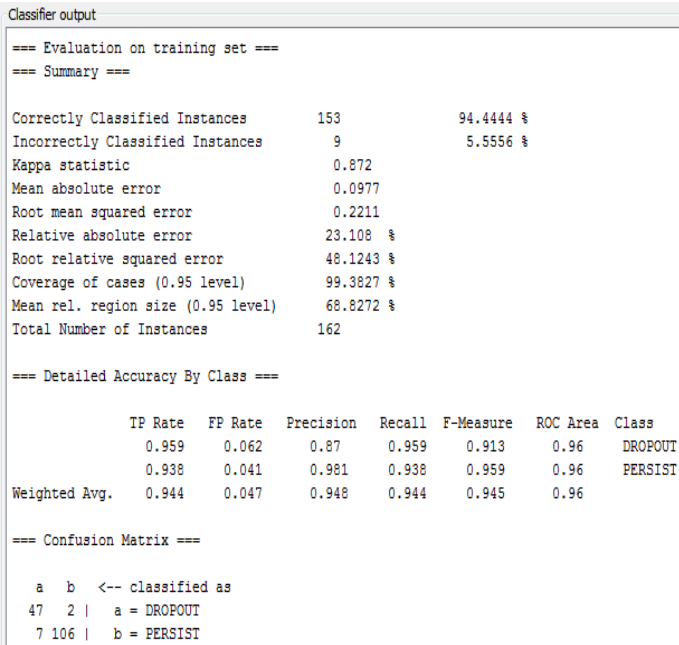 Classifier output
=== Evaluation on training set ===
=== Summary ===
Correctly Classified Instances 153 94.4444 %
Incorrectly Classified Instances 9 5.5556 %
Kappa statistic 0.872
Mean absolute error 0.0977
Root mean squared error 0.2211
Relative absolute error 23.108 %
Root relative squared error 48.1243 %
Coverage of cases (0.95 level) 99.3827 %
Mean rel. region size (0.95 level) 68.8272 %
Total Number of Instances 162
=== Detailed Accuracy By Class ===
TP Rate FP Rate Precision Recall F-Measure ROC Area Class
0.959 0.062 0.87 0.959 0.913 0.96 DROPOUT
0.938 0.041 0.981 0.938 0.959 0.96 PERSIST
Weighted Avg. 0.944 0.047 0.948 0.944 0.945 0.96
=== Confusion Matrix ===
a b <-- classified as
47 2 | a = DROPOUT
7 106 | b = PERSIST